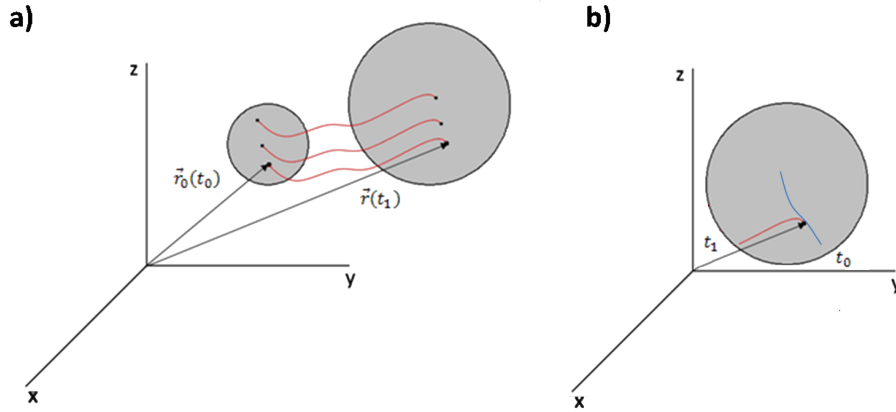 a)
z
r⃗₀(t₀)
r⃗(t₁)
y
x
b)
z
t₁
t₀
y
x